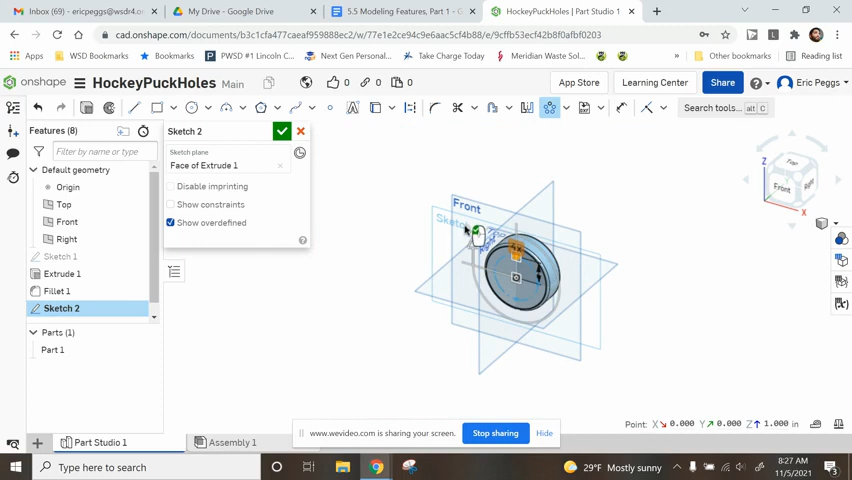 Inbox (69) - ericpeggs@wsdr4.o
My Drive - Google Drive
5.5 Modeling Features, Part 1 - G
HockeyPuckHoles | Part Studio 1
cad.onshape.com/documents/b3c1cfa477caef959888ec2/w/77e1e2ce94c9e6aac5cf4b88/e/9cffb53ecf42b8f0afbf0203
Apps
WSD Bookmarks
Bookmarks
PWSD #1 Lincoln C...
Next Gen Personal...
Take Charge Today
Meridian Waste Soli...
»
Other bookmarks
Reading list
onshape
HockeyPuckHoles
Main
0
0
0
App Store
Learning Center
Share
Eric Peggs
Search tools...
alt C
Features (8)
Filter by name or type
Default geometry
Origin
Top
Front
Right
Sketch 1
Extrude 1
Fillet 1
Sketch 2
Parts (1)
Part 1
Sketch 2
Sketch plane
Face of Extrude 1
Disable imprinting
Show constraints
Show overdefined
Front
Sketch
4x
Z
Top
Front
Right
X
www.wevideo.com is sharing your screen.
Stop sharing
Hide
Point: X 0.000 Y 0.000 Z 1.000 in
Part Studio 1
Assembly 1
Type here to search
29°F Mostly sunny
8:27 AM
11/5/2021
3